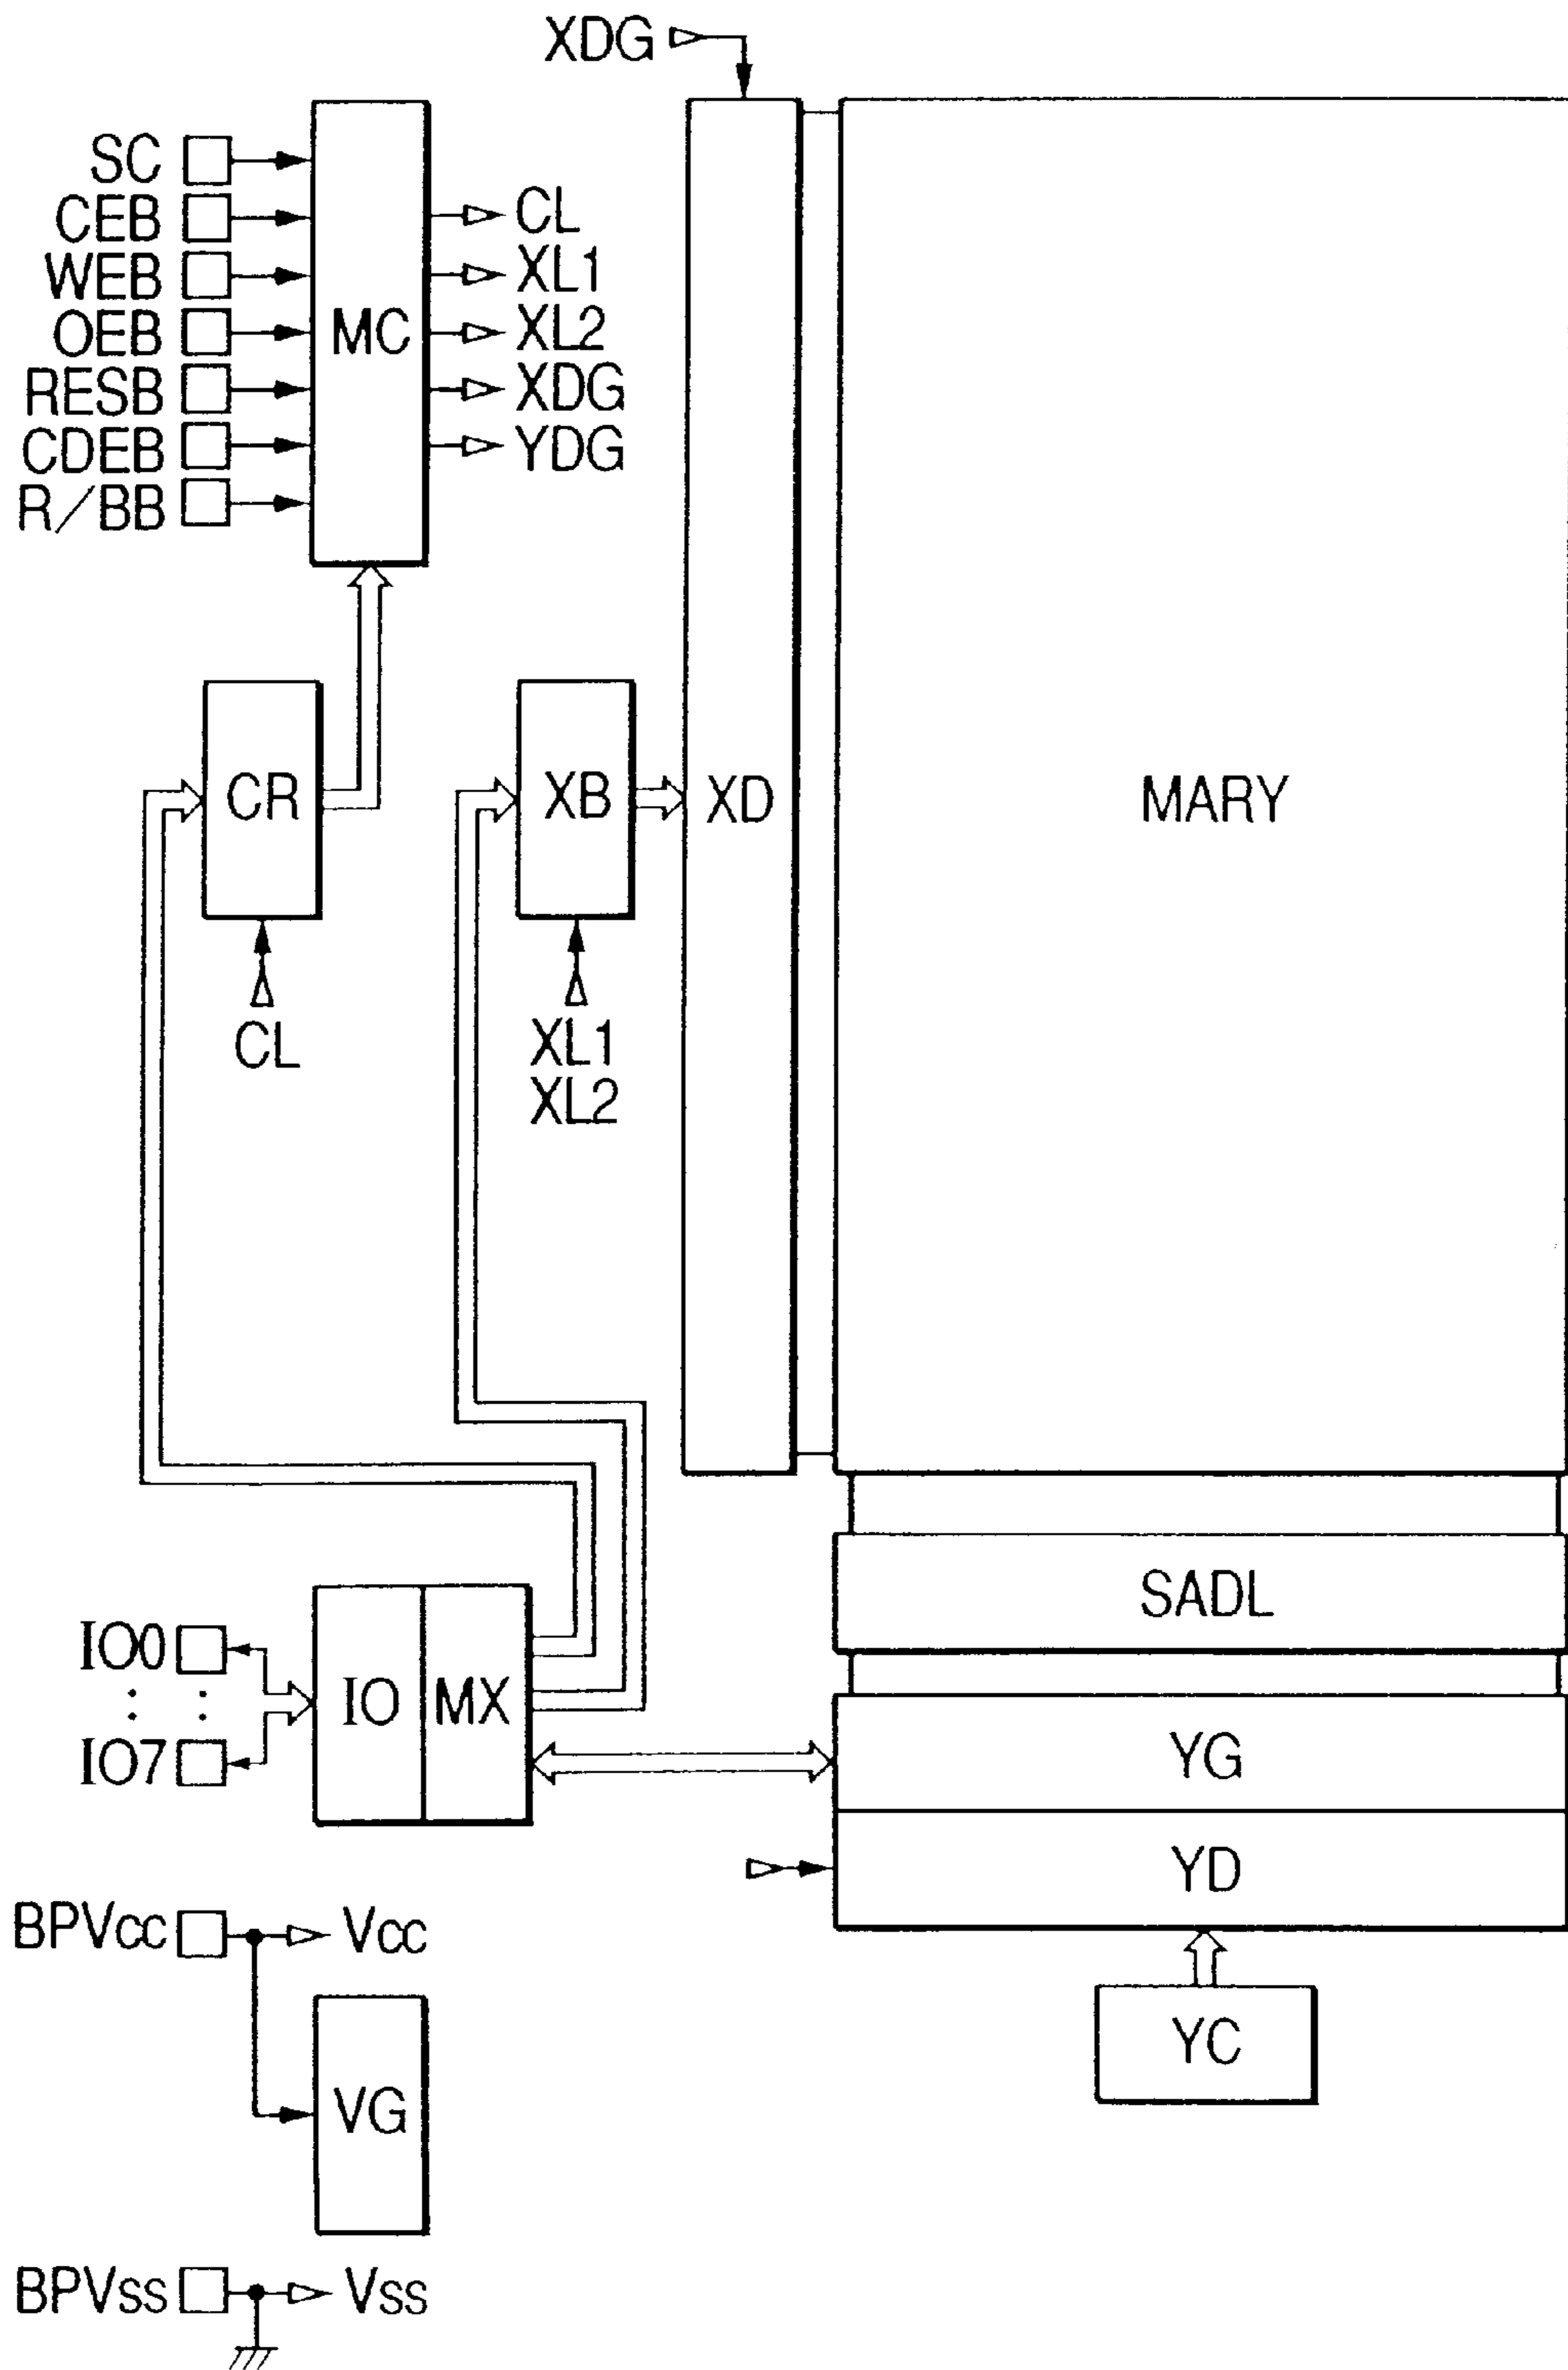 XDG
SC
CEB
WEB
OEB
RESB
CDEB
R/BB
MC
CL
XL1
XL2
XDG
YDG
CR
XB
XD
MARY
CL
XL1
XL2
SADL
IO0
:
:
IO7
IO
MX
YG
YD
BPVCC
VCC
YC
VG
BPVSS
VSS